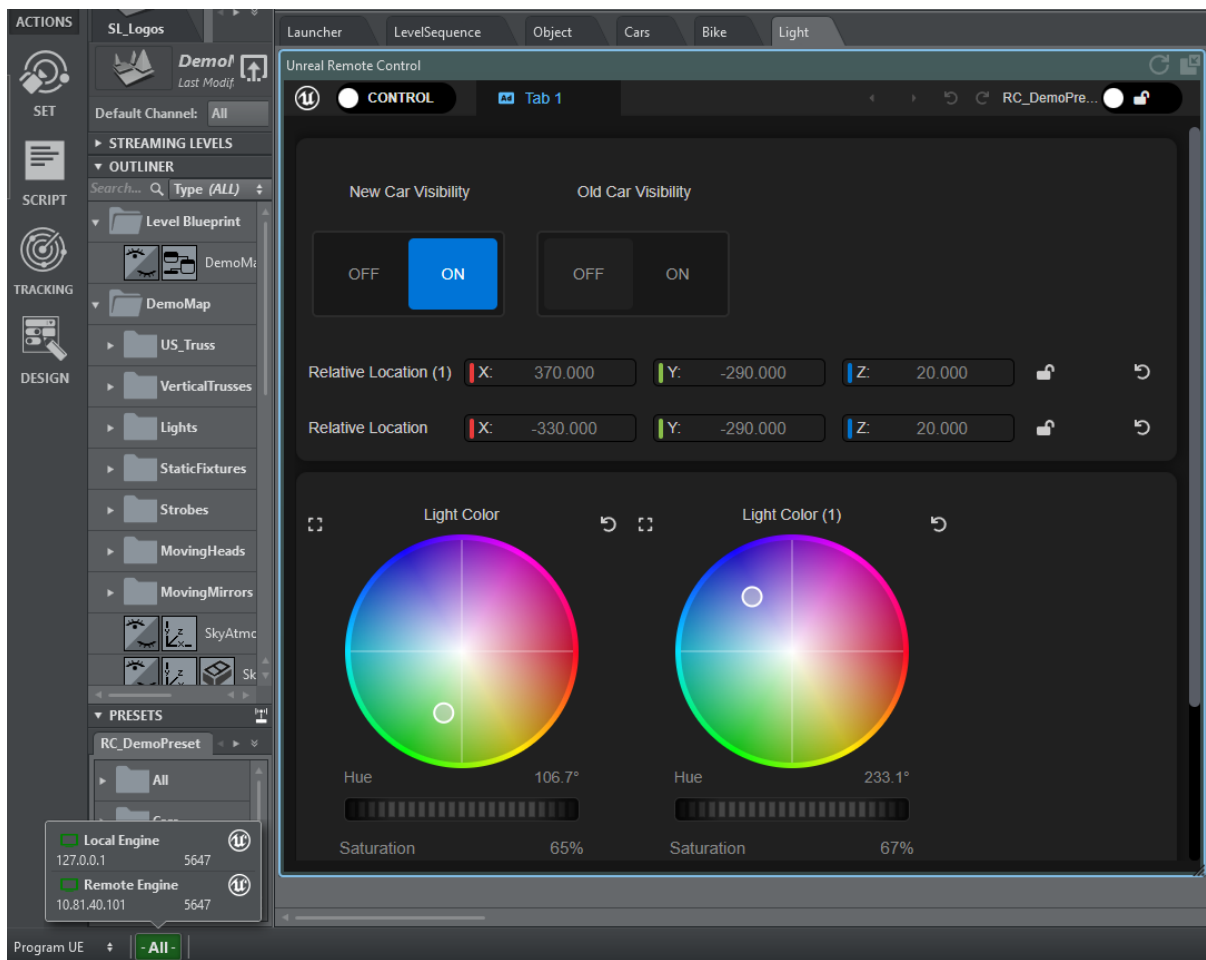 ACTIONS
SET
SCRIPT
TRACKING
DESIGN
SL_Logos
Demo
Last Modif.
Default Channel: All
STREAMING LEVELS
OUTLINER
Search... Type (ALL)
Level Blueprint
DemoMa
DemoMap
US_Truss
VerticalTrusses
Lights
StaticFixtures
Strobes
MovingHeads
MovingMirrors
SkyAtmo
Sk
PRESETS
RC_DemoPreset
All
Local Engine
127.0.0.1 5647
Remote Engine
10.81.40.101 5647
Program UE - All -
Launcher LevelSequence Object Cars Bike Light
Unreal Remote Control
CONTROL Ad Tab 1 RC_DemoPre...
New Car Visibility Old Car Visibility
OFF ON OFF ON
Relative Location (1) X: 370.000 Y: -290.000 Z: 20.000
Relative Location X: -330.000 Y: -290.000 Z: 20.000
Light Color Light Color (1)
Hue 106.7° Hue 233.1°
Saturation 65% Saturation 67%